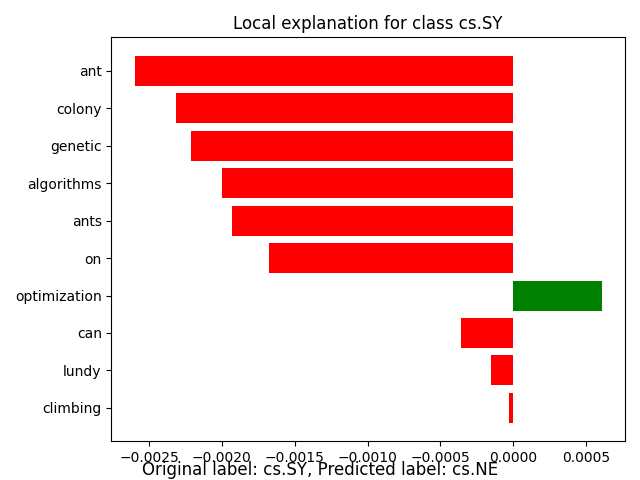 Local explanation for class cs.SY
ant
colony
genetic
algorithms
ants
on
optimization
can
lundy
climbing
−0.0025 −0.0020 −0.0015 −0.0010 −0.0005 0.0000 0.0005
Original label: cs.SY, Predicted label: cs.NE